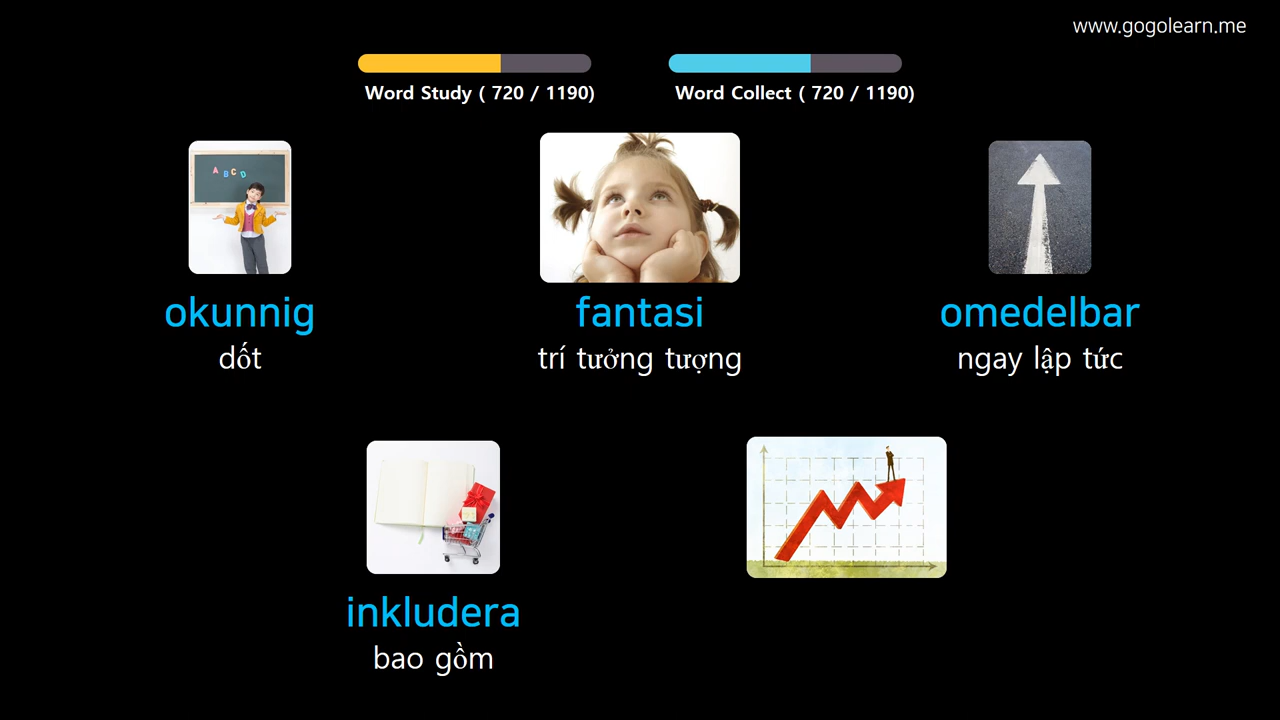 www.gogolearn.me
Word Study ( 720 / 1190)
Word Collect ( 720 / 1190)
A B C D
okunnig
dốt
fantasi
trí tưởng tượng
omedelbar
ngay lập tức
inkludera
bao gồm